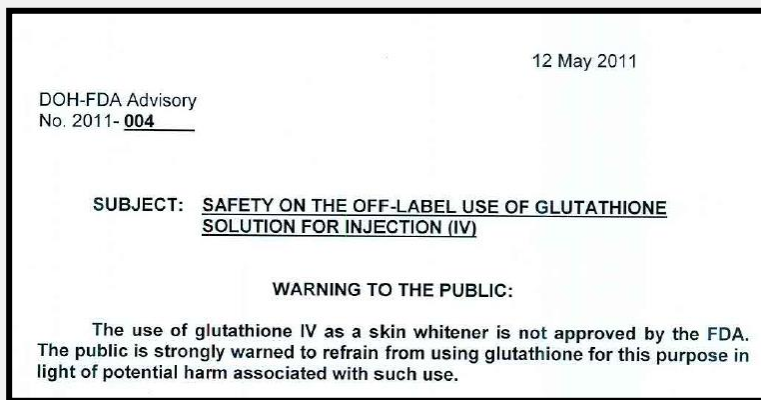 12 May 2011
DOH-FDA Advisory
No. 2011- 004
SUBJECT: SAFETY ON THE OFF-LABEL USE OF GLUTATHIONE
SOLUTION FOR INJECTION (IV)
WARNING TO THE PUBLIC:
The use of glutathione IV as a skin whitener is not approved by the FDA.
The public is strongly warned to refrain from using glutathione for this purpose in
light of potential harm associated with such use.